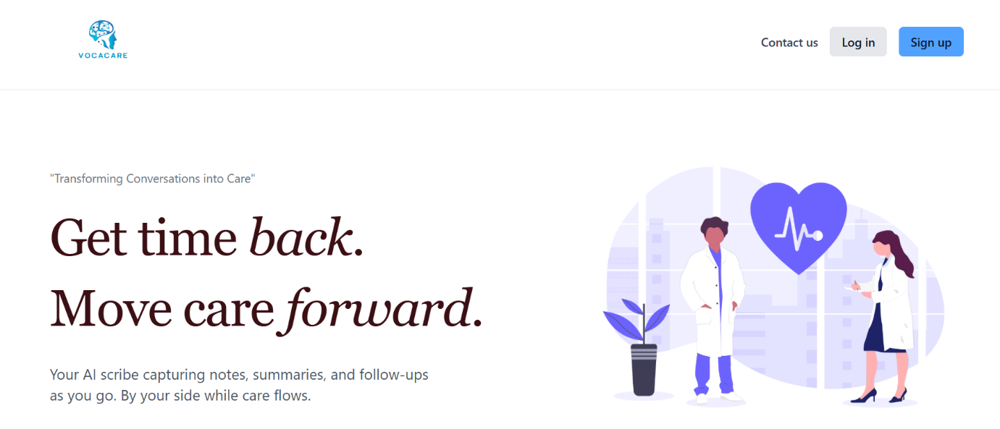 VOCACARE
Contact us
Log in
Sign up
"Transforming Conversations into Care"
Get time back.
Move care forward.
Your AI scribe capturing notes, summaries, and follow-ups
as you go. By your side while care flows.